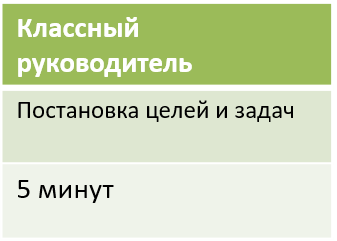 Классный
руководитель
Постановка целей и задач
5 минут